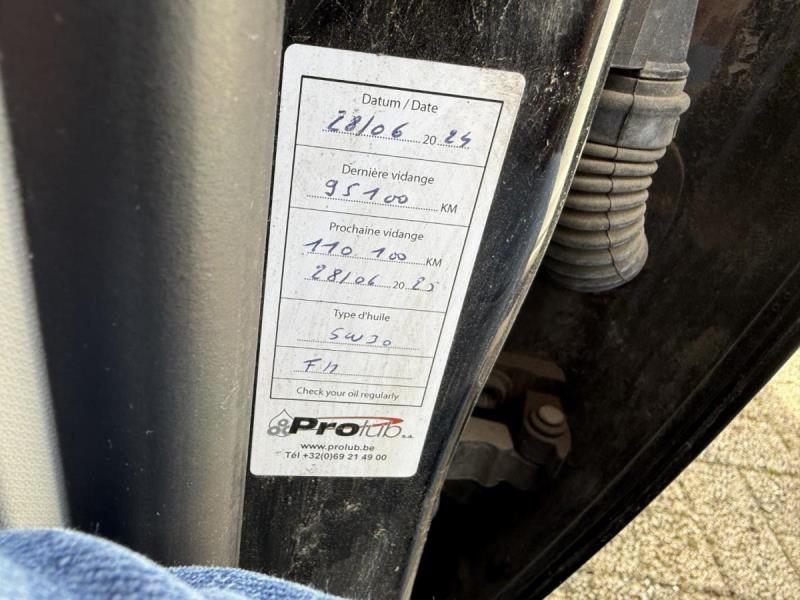 Datum / Date
28/06 20 24
Dernière vidange
95100 KM
Prochaine vidange
110 100 KM
28/06 20 25
Type d'huile
5W30
Check your oil regularly
Prolub s.a.
www.prolub.be
Tél +32(0)69 21 49 00